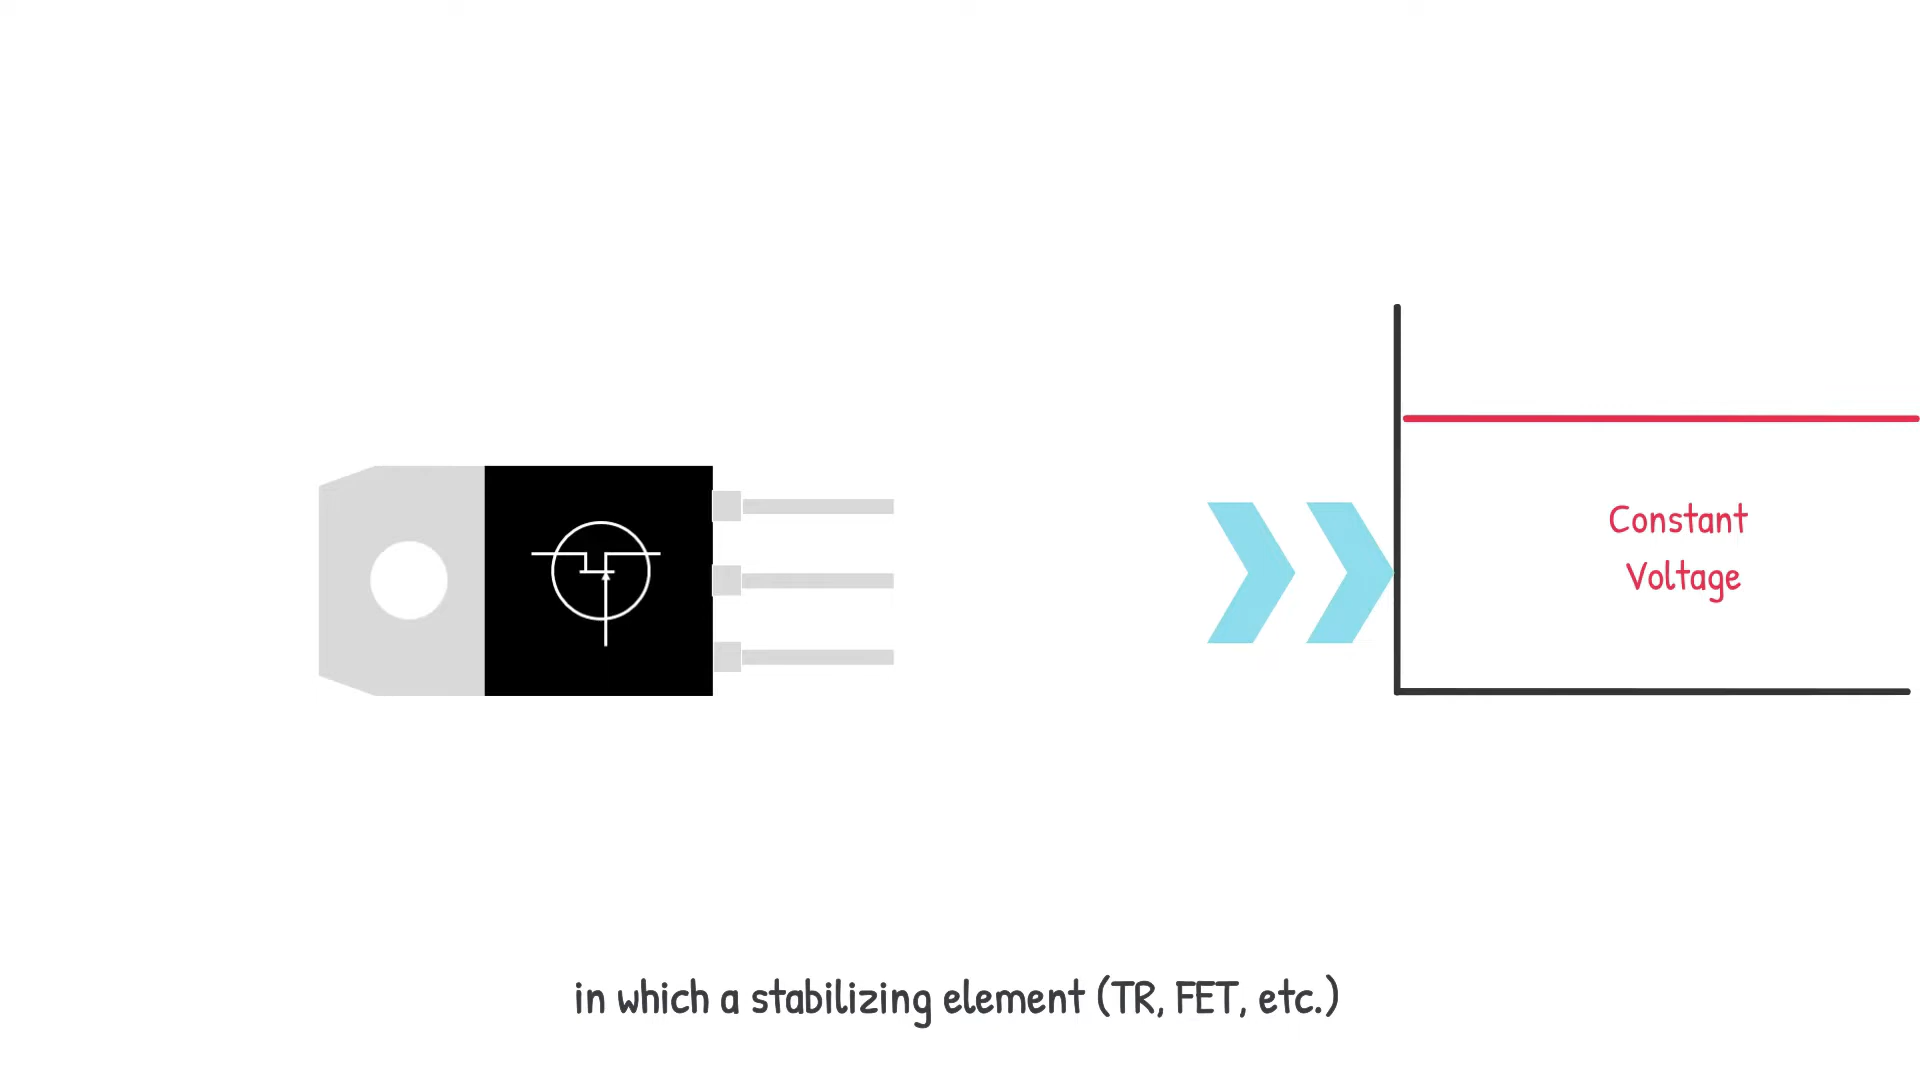 Constant
Voltage
in which a stabilizing element (TR, FET, etc.)